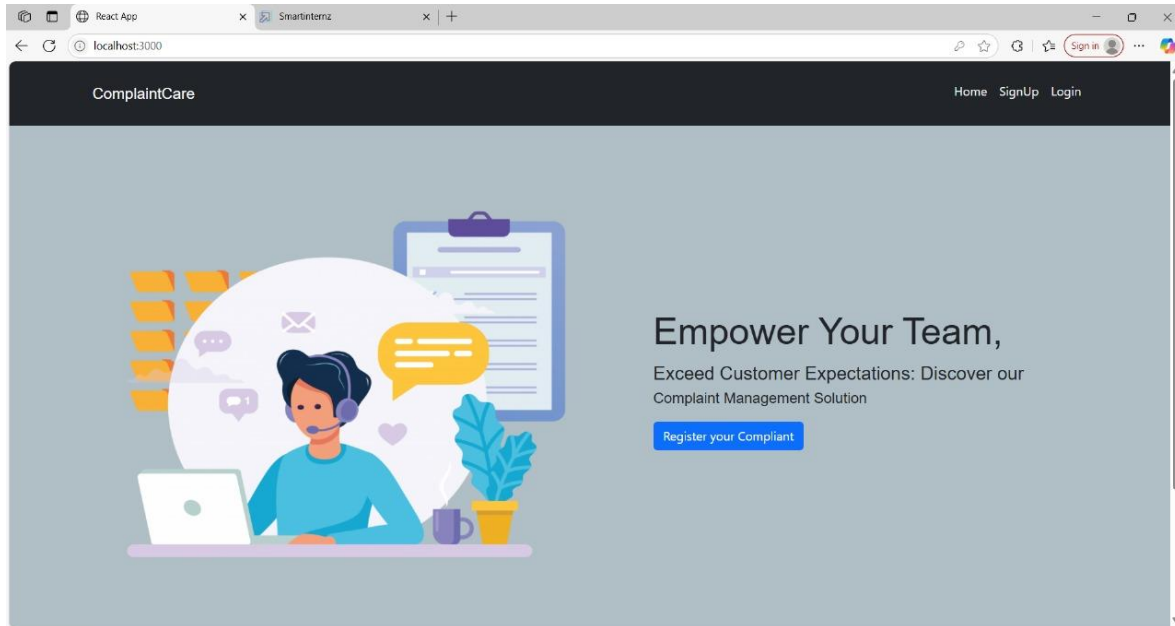 React App
Smartinternz
localhost:3000
Sign in
ComplaintCare
Home SignUp Login
1
Empower Your Team,
Exceed Customer Expectations: Discover our
Complaint Management Solution
Register your Compliant